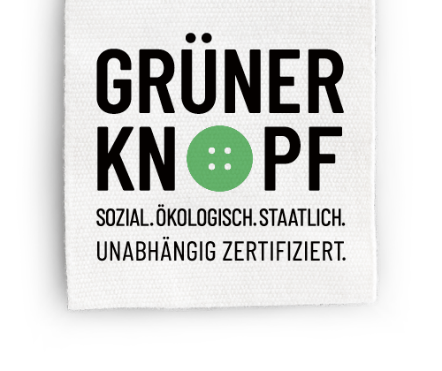 GRÜNER
KNOPF
SOZIAL. ÖKOLOGISCH. STAATLICH.
UNABHÄNGIG ZERTIFIZIERT.